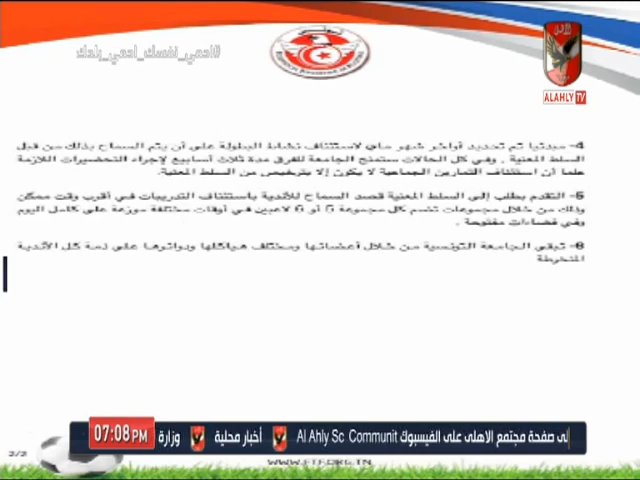 #احمي_نفسك_احمي_بلدك
ALAHLY TV
4- مبدئيا تم تحديد أواخر شهر ماي لاستئناف نشاط البطولة على أن يتم السماح بذلك من قبل
السلط المعنية . وفي كل الحالات ستمنح الجامعة للفرق مدة ثلاث أسابيع لإجراء التحضيرات اللازمة
علما أن استئناف التمارين الجماعية لا يكون إلا بترخيص من السلط المعنية.
5- التقدم بطلب إلى السلط المعنية قصد السماح للأندية باستئناف التدريبات في أقرب وقت ممكن
وذلك من خلال مجموعات تضم كل مجموعة 5 أو 6 لاعبين في أوقات مختلفة موزعة على كامل اليوم
وفي فضاءات مفتوحة .
6- تبقى الجامعة التونسية من خلال أعضائها ومختلف هياكلها ودوائرها على ذمة كل الأندية
المنخرطة
لى صفحة مجتمع الاهلى على الفيسبوك Al Ahly Sc Communit أخبار محلية وزارة
07:08 PM
2/2
WWW.FTF.ORG.TN